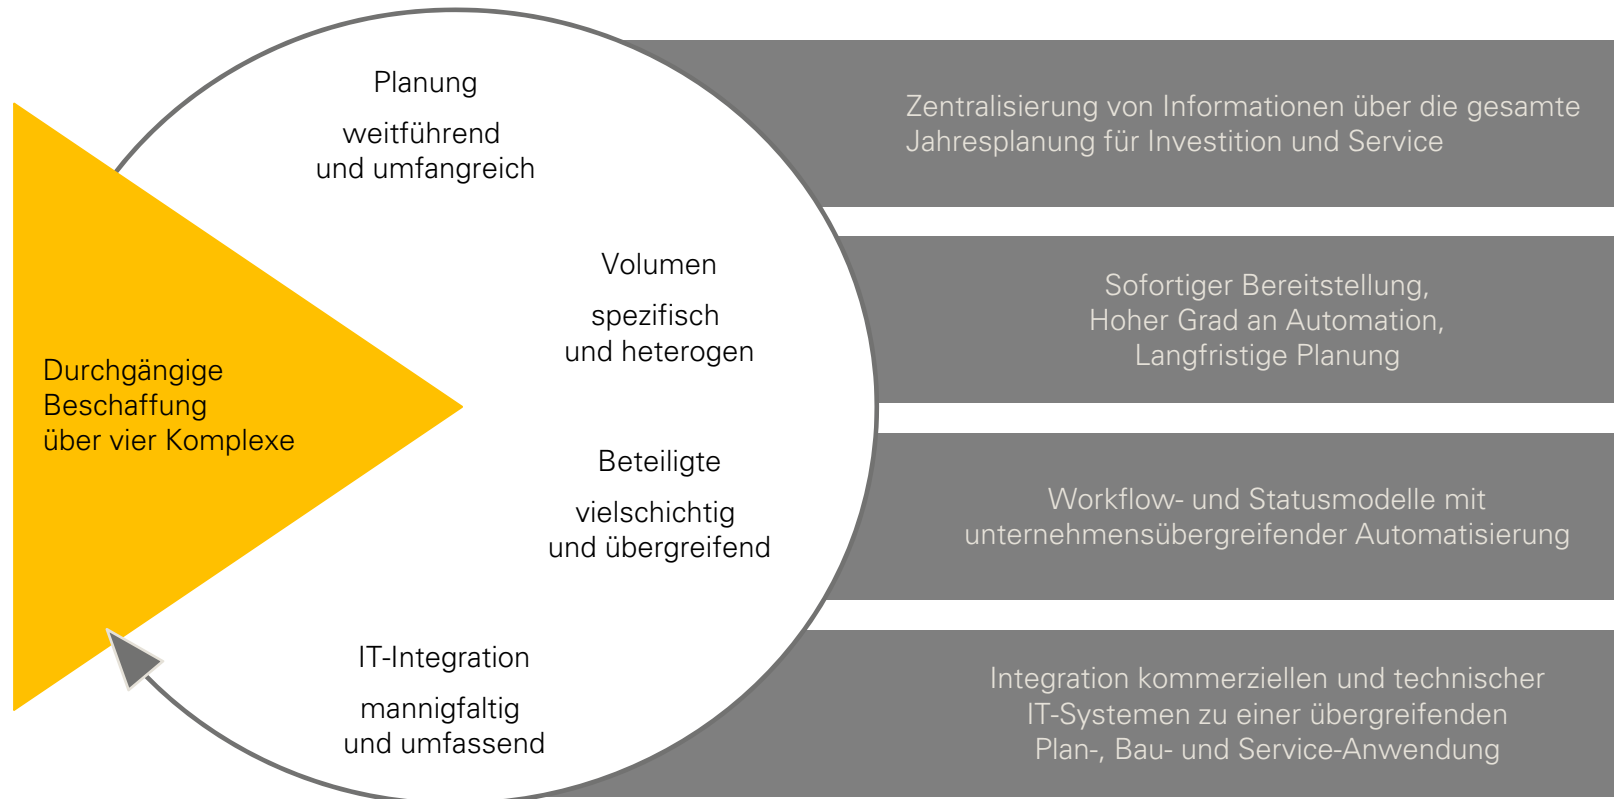 Durchgängige
Beschaffung
über vier Komplexe
Planung
weitführend
und umfangreich
Zentralisierung von Informationen über die gesamte
Jahresplanung für Investition und Service
Volumen
spezifisch
und heterogen
Sofortiger Bereitstellung,
Hoher Grad an Automation,
Langfristige Planung
Beteiligte
vielschichtig
und übergreifend
Workflow- und Statusmodelle mit
unternehmensübergreifender Automatisierung
IT-Integration
mannigfaltig
und umfassend
Integration kommerziellen und technischer
IT-Systemen zu einer übergreifenden
Plan-, Bau- und Service-Anwendung